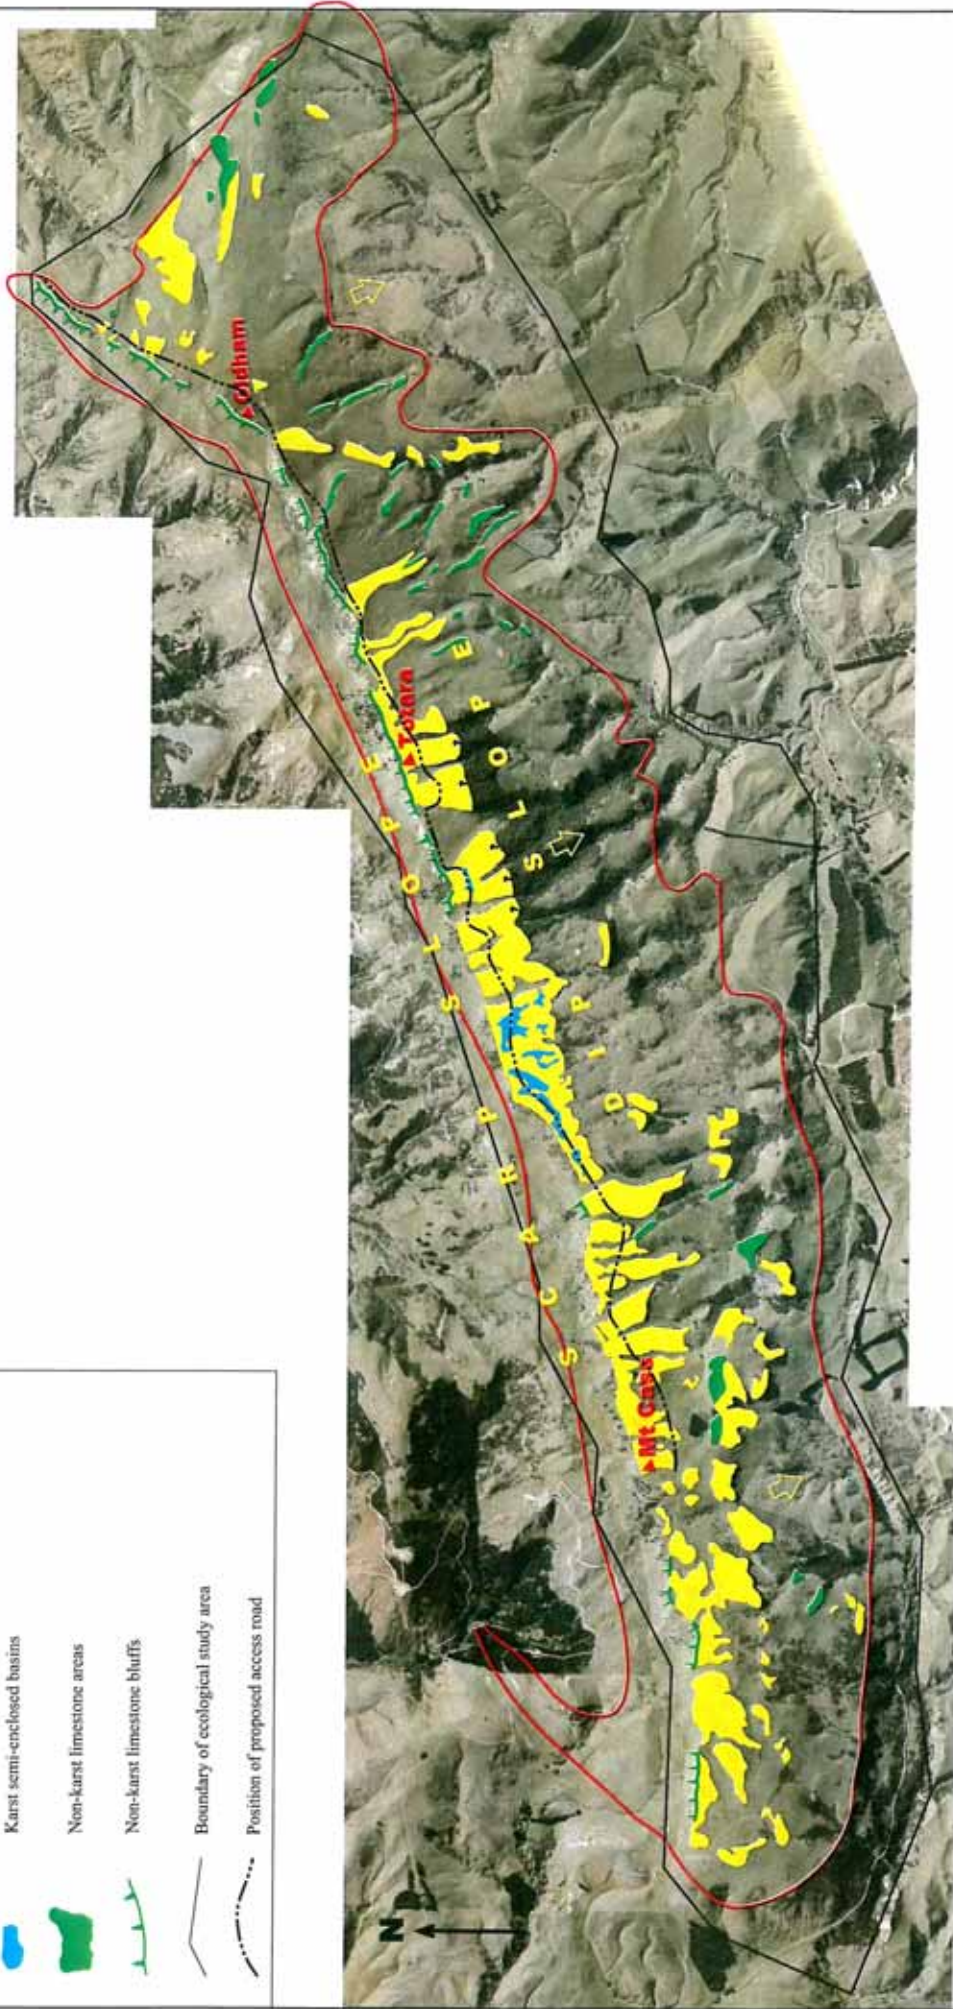 Karst semi-enclosed basins
Non-karst limestone areas
Non-karst limestone bluffs
Boundary of ecological study area
Position of proposed access road
N
SCARP SLOPE
DIP SLOPE
Mt Cass
Totara
Oldham